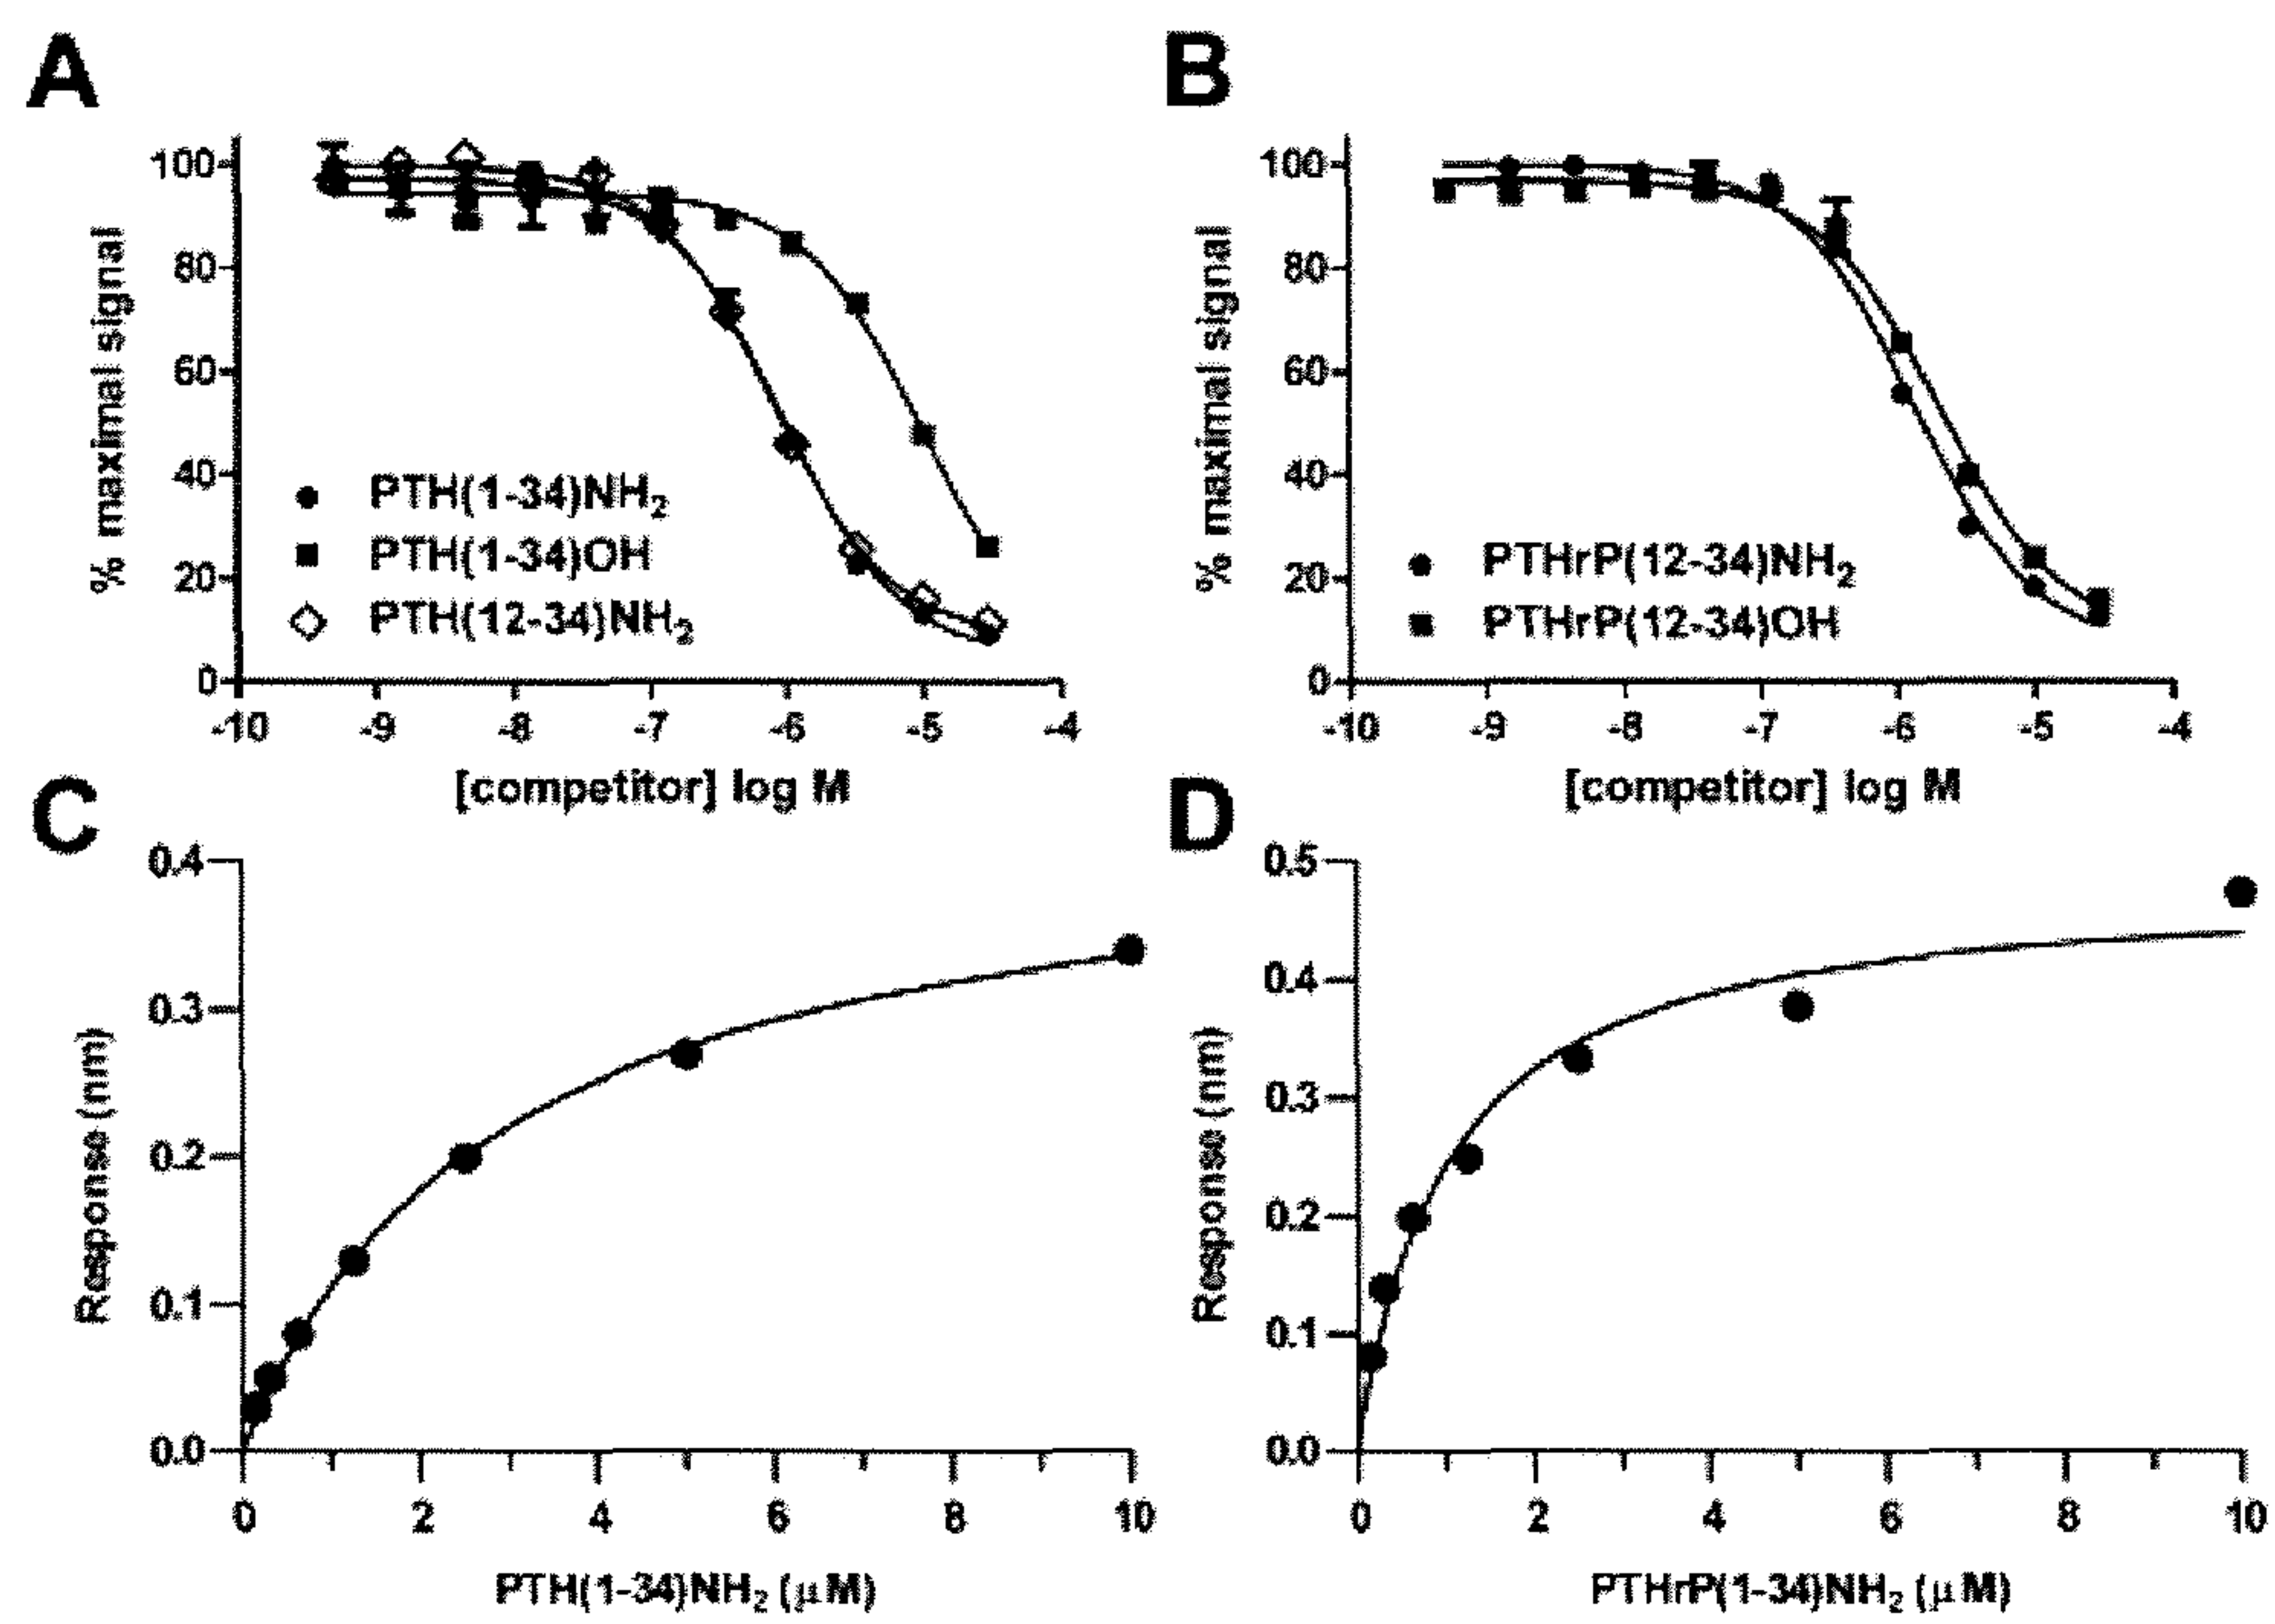 A
% maximal signal
100
80
60
40
20
0
PTH(1-34)NH₂
PTH(1-34)OH
PTH(12-34)NH₂
-10 -9 -8 -7 -6 -5 -4
[competitor] log M
B
% maximal signal
100
80
60
40
20
0
PTHrP(12-34)NH₂
PTHrP(12-34)OH
-10 -9 -8 -7 -6 -5 -4
[competitor] log M
C
Response (nm)
0.4
0.3
0.2
0.1
0.0
0 2 4 6 8 10
PTH(1-34)NH₂ (μM)
D
Response (nm)
0.5
0.4
0.3
0.2
0.1
0.0
0 2 4 6 8 10
PTHrP(1-34)NH₂ (μM)